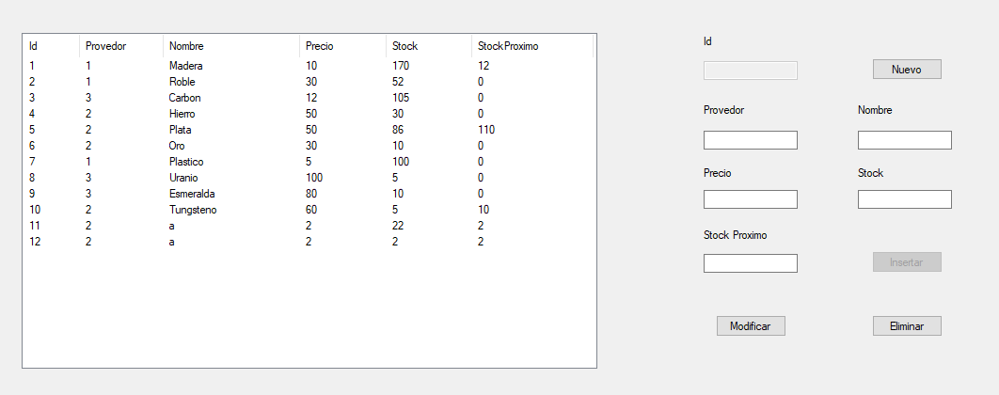 Id Provedor Nombre Precio Stock StockProximo
1 1 Madera 10 170 12
2 1 Roble 30 52 0
3 3 Carbon 12 105 0
4 2 Hierro 50 30 0
5 2 Plata 50 86 110
6 2 Oro 30 10 0
7 1 Plastico 5 100 0
8 3 Uranio 100 5 0
9 3 Esmeralda 80 10 0
10 2 Tungsteno 60 5 10
11 2 a 2 22 2
12 2 a 2 2 2
Id
Nuevo
Provedor Nombre
Precio Stock
Stock Proximo
Insertar
Modificar Eliminar